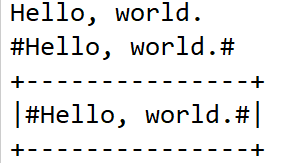 Hello, world.
#Hello, world.#
+---------------+
|#Hello, world.#|
+---------------+